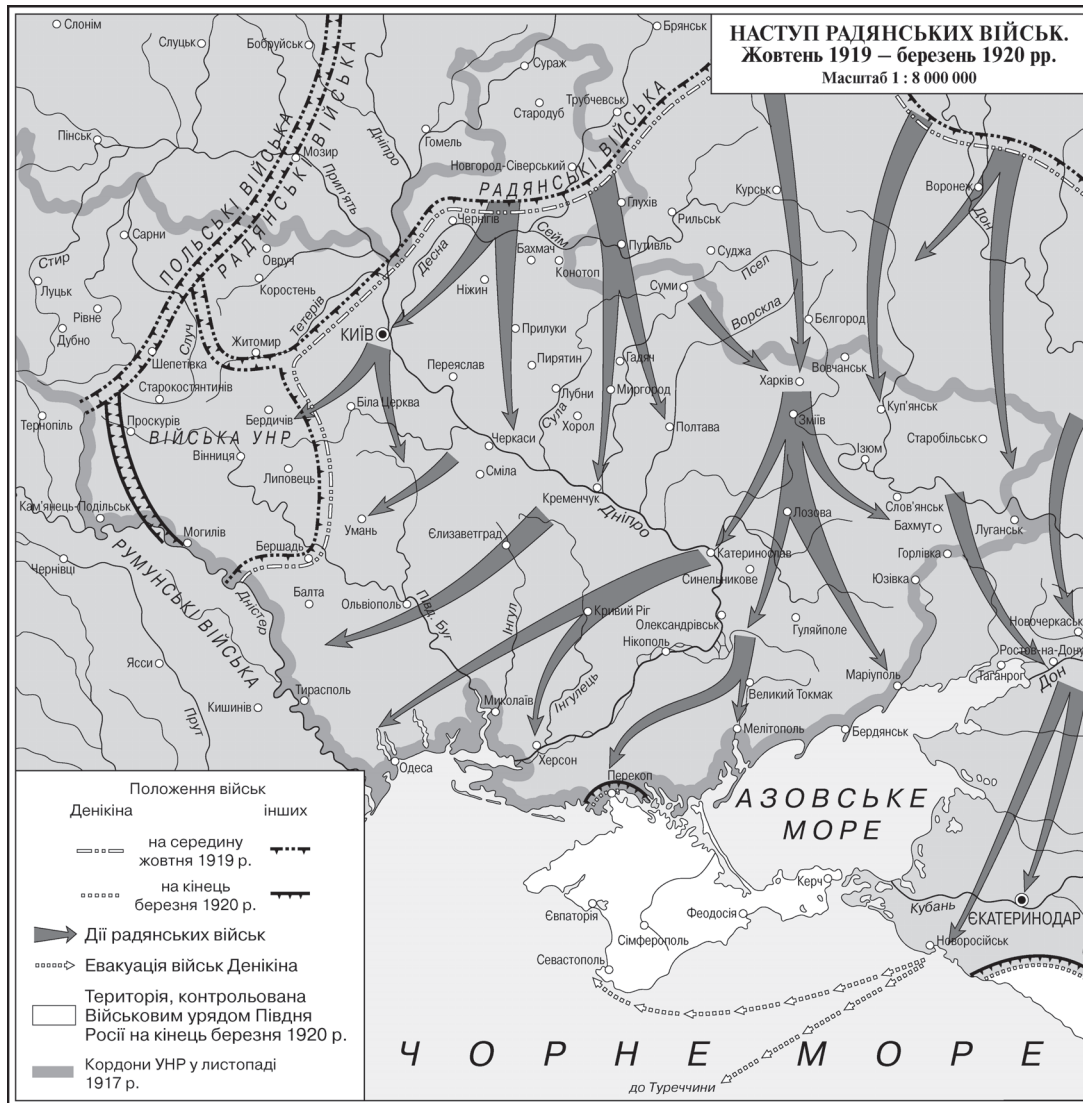 НАСТУП РАДЯНСЬКИХ ВІЙСЬК.
Жовтень 1919 – березень 1920 рр.
Масштаб 1 : 8 000 000
Слонім
Слуцьк
Бобруйськ
Брянськ
Сураж
Стародуб
Трубчевськ
Пінськ
Мозир
Дніпро
Гомель
Прип'ять
Новгород-Сіверський
ПОЛЬСЬКІ ВІЙСЬКА
РАДЯНСЬКІ ВІЙСЬКА
РАДЯНСЬКІ ВІЙСЬКА
Курськ
Воронеж
Дон
Глухів
Рильськ
Чернігів
Сейм
Десна
Бахмач
Конотоп
Путивль
Суджа
Псел
Сарни
Овруч
Стир
Луцьк
Коростень
Ніжин
Суми
Ворскла
Рівне
Дубно
Случ
Тетерів
КИЇВ
Прилуки
Бєлгород
Житомир
Шепетівка
Старокостянтинів
Переяслав
Пирятин
Гадяч
Вовчанськ
Харків
Лубни
Миргород
Тернопіль
Проскурів
Бердичів
Біла Церква
Сула
Хорол
Полтава
Зміїв
Куп'янськ
Старобільськ
ВІЙСЬКА УНР
Вінниця
Черкаси
Ізюм
Липовець
Сміла
Кременчук
Слов'янськ
Кам'янець-Подільськ
Умань
Дніпро
Лозова
Бахмут
Луганськ
Могилів
Єлизаветград
Горлівка
Чернівці
Бершадь
Катеринослав
Синельникове
Юзівка
РУМУНСЬКІ ВІЙСЬКА
Дністер
Балта
Ольвіополь
Півд. Буг
Інгул
Кривий Ріг
Олександрівськ
Гуляйполе
Новочеркаськ
Нікополь
Ясси
Ростов-на-Дону
Таганрог
Дон
Маріуполь
Великий Токмак
Інгулець
Тирасполь
Миколаїв
Кишинів
Прут
Мелітополь
Бердянськ
Одеса
Херсон
Перекоп
АЗОВСЬКЕ
МОРЕ
Керч
Кубань
ЄКАТЕРИНОДАР
Євпаторія
Феодосія
Сімферополь
Новоросійськ
Севастополь
ЧОРНЕ МОРЕ
до Туреччини
Положення військ
Денікіна
інших
на середину
жовтня 1919 р.
на кінець
березня 1920 р.
Дії радянських військ
Евакуація військ Денікіна
Територія, контрольована
Військовим урядом Півдня
Росії на кінець березня 1920 р.
Кордони УНР у листопаді
1917 р.